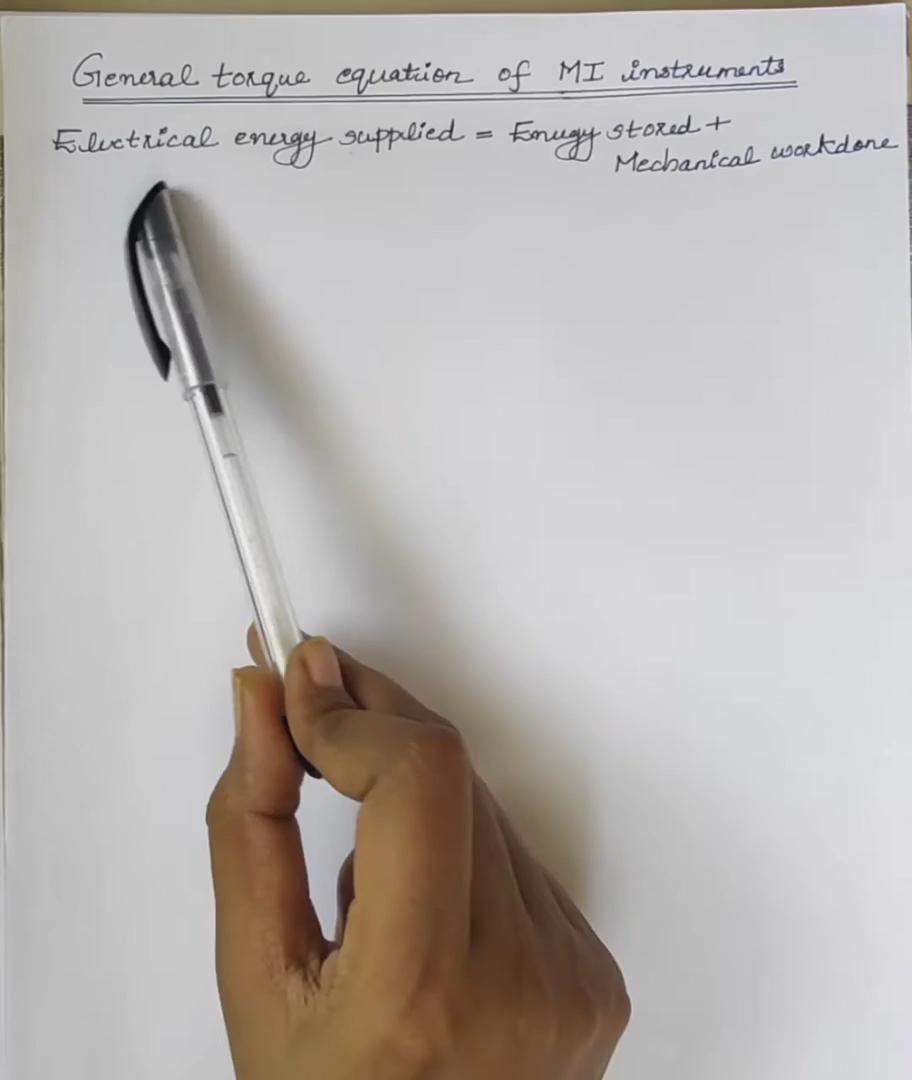 General torque equation of MI instruments
Electrical energy supplied = Energy stored +
Mechanical workdone